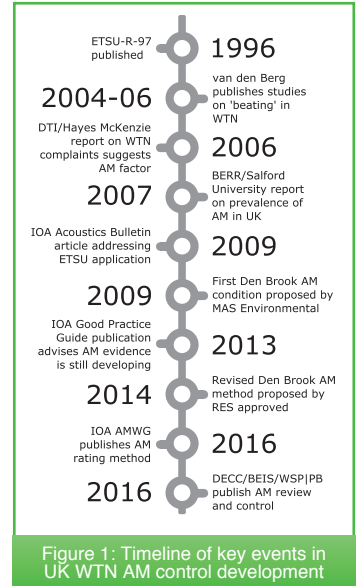 ETSU-R-97
published
1996
2004-06
van den Berg
publishes studies
on 'beating' in
WTN
DTI/Hayes McKenzie
report on WTN
complaints suggests
AM factor
2006
2007
BERR/Salford
University report
on prevalence of
AM in UK
IOA Acoustics Bulletin
article addressing
ETSU application
2009
2009
First Den Brook AM
condition proposed by
MAS Environmental
IOA Good Practice
Guide publication
advises AM evidence
is still developing
2013
2014
Revised Den Brook AM
method proposed by
RES approved
IOA AMWG
publishes AM
rating method
2016
2016
DECC/BEIS/WSP|PB
publish AM review
and control
Figure 1: Timeline of key events in
UK WTN AM control development